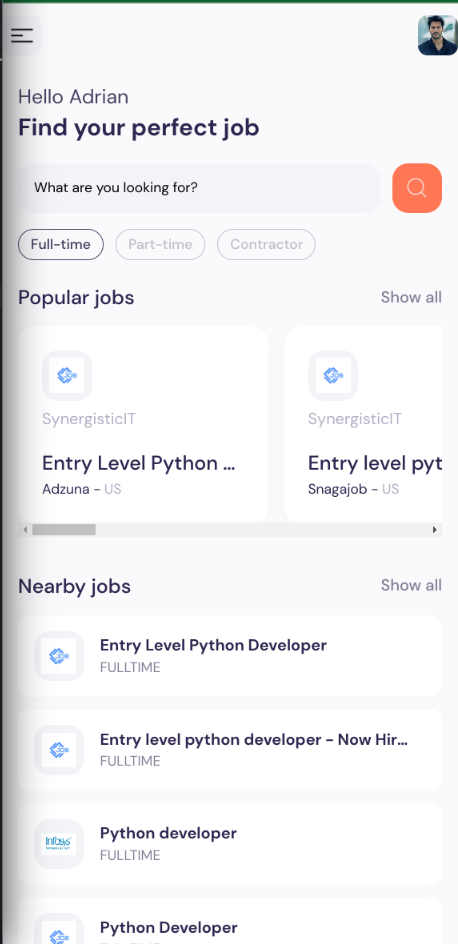 Hello Adrian
Find your perfect job
What are you looking for?
Full-time
Part-time
Contractor
Popular jobs
Show all
SynergisticIT
Entry Level Python ...
Adzuna - US
SynergisticIT
Entry level pyt
Snagajob - US
Nearby jobs
Show all
Entry Level Python Developer
FULLTIME
Entry level python developer - Now Hir...
FULLTIME
Infosys
Python developer
FULLTIME
Python Developer